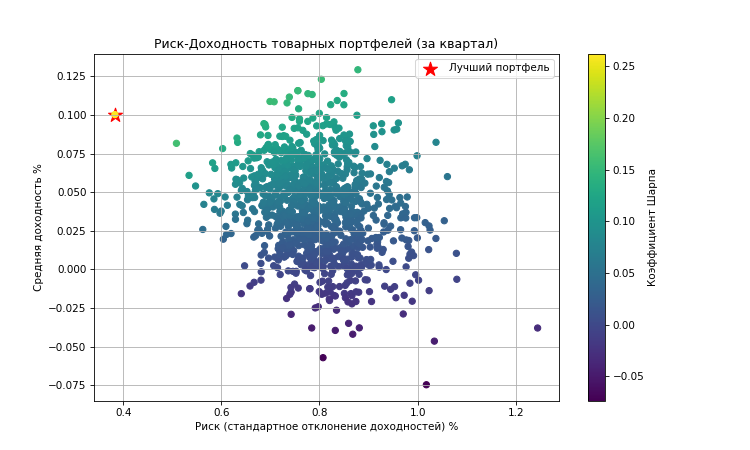 Риск-Доходность товарных портфелей (за квартал)
Лучший портфель
Средняя доходность %
0.125
0.100
0.075
0.050
0.025
0.000
−0.025
−0.050
−0.075
0.4 0.6 0.8 1.0 1.2
Риск (стандартное отклонение доходностей) %
0.25
0.20
0.15
0.10
0.05
0.00
−0.05
Коэффициент Шарпа